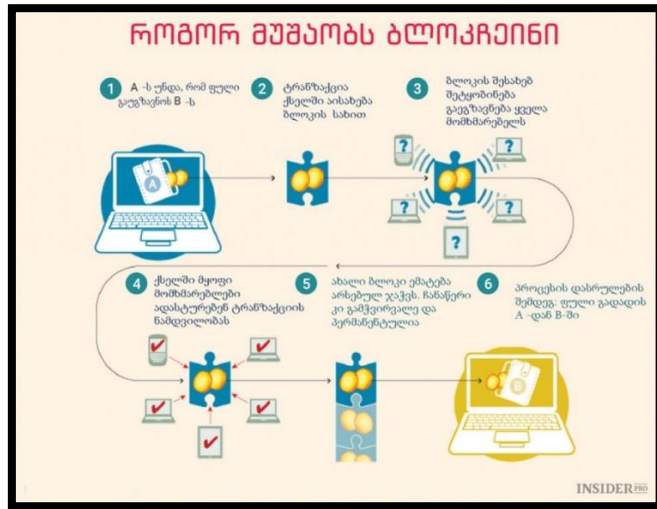 ᲠᲝᲒᲝᲠ ᲛᲣᲨᲐᲝᲑᲡ ᲑᲚᲝᲙᲩᲔᲘᲜᲘ
1
A -ს უნდა, რომ ფული
გაუგზავნოს B -ს
2
ტრანზაქცია
ქსელში აისახება
ბლოკის სახით
3
ბლოკის შესახებ
შეტყობინება
გაეგზავნება ყველა
მომხმარებელს
A
?
?
?
?
?
4
ქსელში მყოფი
მომხმარებლები
ადასტურებენ ტრანზაქციის
ნამდვილობას
5
ახალი ბლოკი ემატება
არსებულ ჯაჭვს. ჩანაწერი
კი გამჭვირვალე და
პერმანენტულია
6
პროცესის დასრულების
შემდეგ: ფული გადადის
A -დან B-ში
B
INSIDER PRO